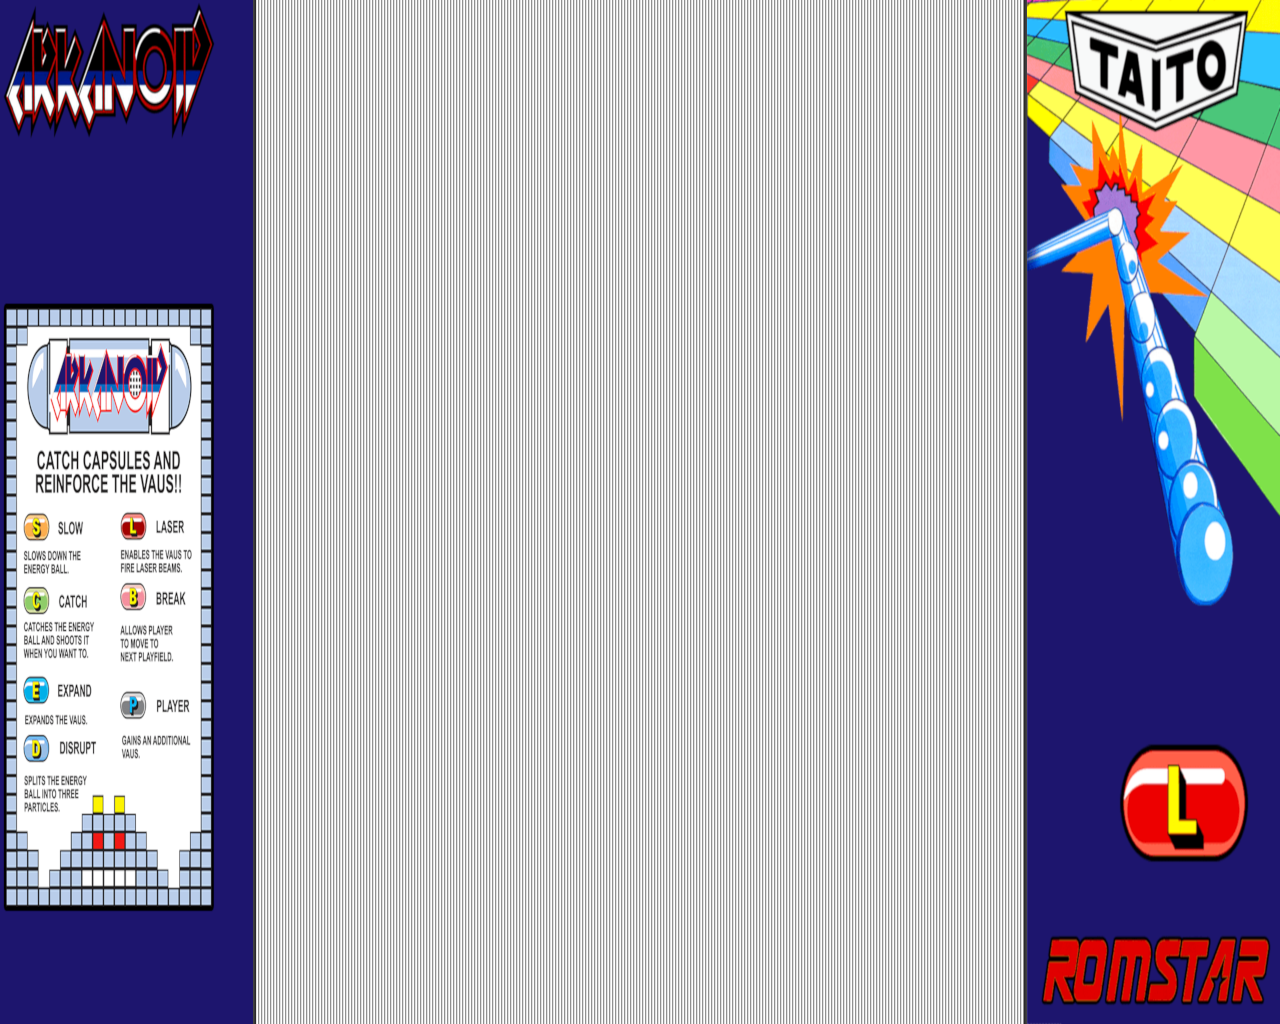 ARKANOID
ARKANOID
CATCH CAPSULES AND
REINFORCE THE VAUS!!
S SLOW
SLOWS DOWN THE
ENERGY BALL.
C CATCH
CATCHES THE ENERGY
BALL AND SHOOTS IT
WHEN YOU WANT TO.
E EXPAND
EXPANDS THE VAUS.
D DISRUPT
SPLITS THE ENERGY
BALL INTO THREE
PARTICLES.
L LASER
ENABLES THE VAUS TO
FIRE LASER BEAMS.
B BREAK
ALLOWS PLAYER
TO MOVE TO
NEXT PLAYFIELD.
P PLAYER
GAINS AN ADDITIONAL
VAUS.
TAITO
L
ROMSTAR